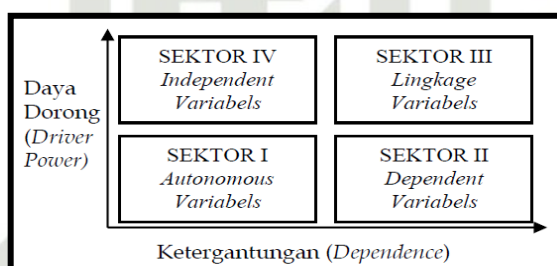 SEKTOR IV
Independent
Variabels
SEKTOR III
Lingkage
Variabels
Daya
Dorong
(Driver
Power)
SEKTOR I
Autonomous
Variabels
SEKTOR II
Dependent
Variabels
Ketergantungan (Dependence)